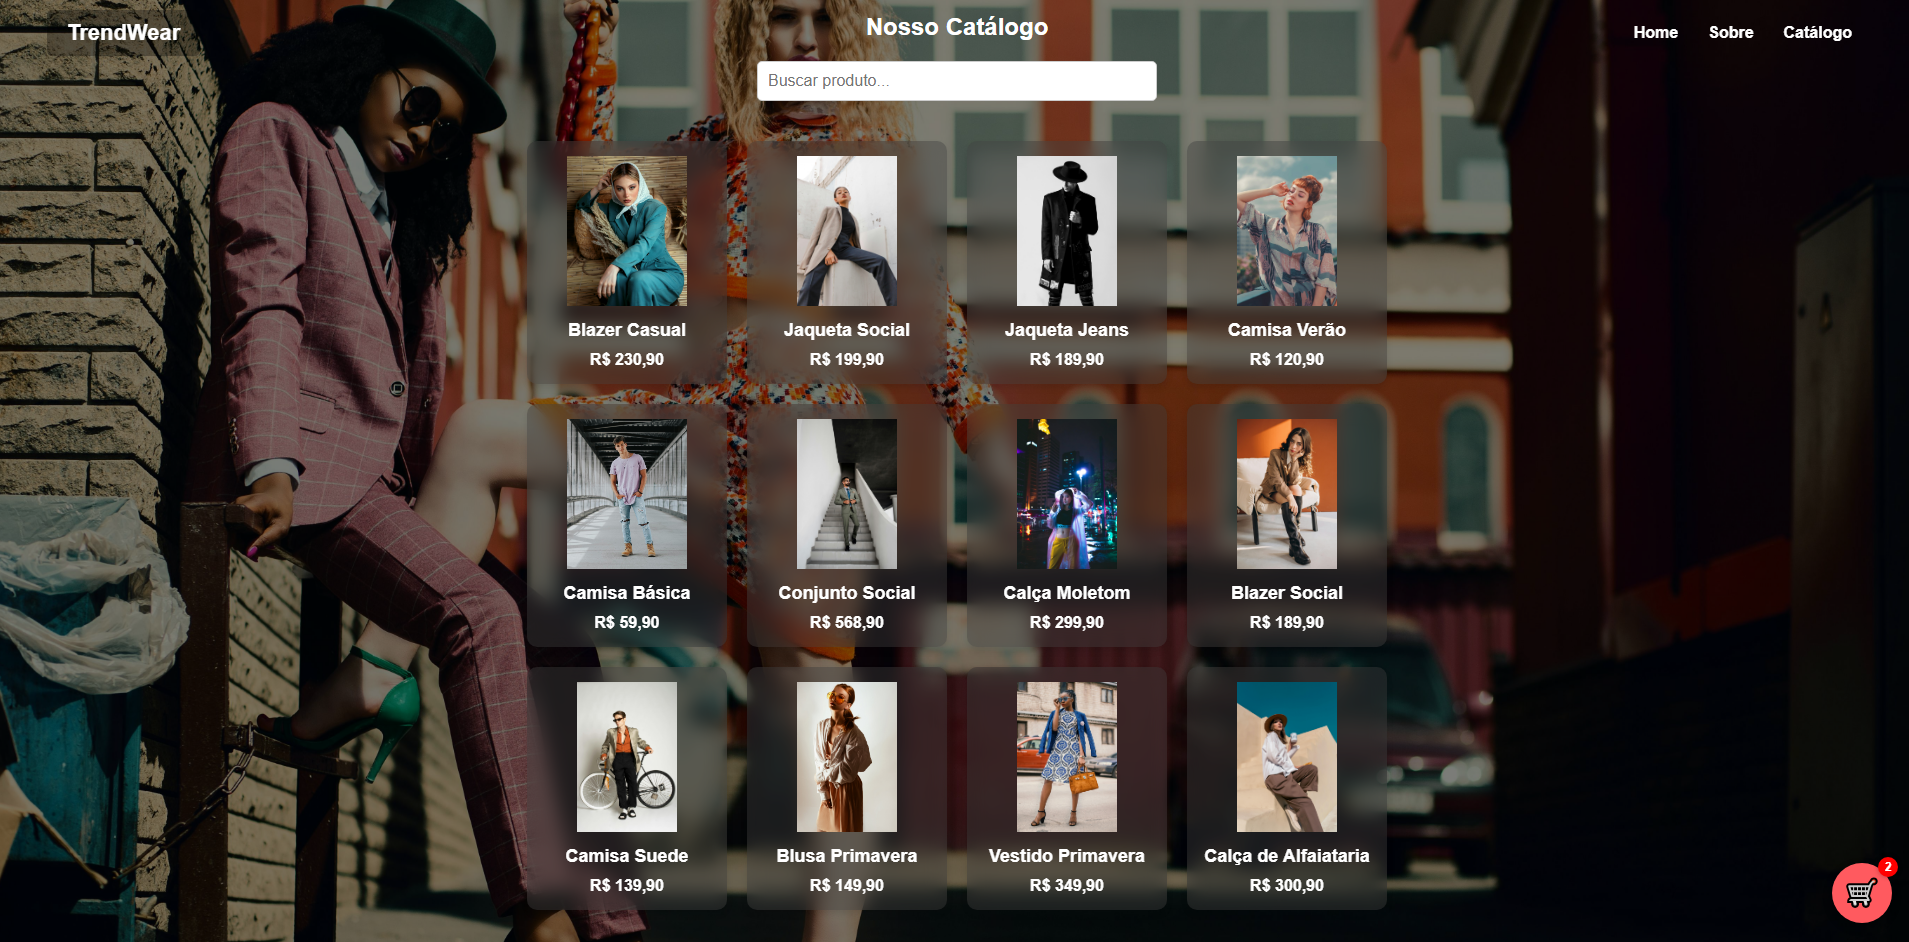 TrendWear
Nosso Catálogo
Home Sobre Catálogo
Buscar produto...
Blazer Casual
R$ 230,90
Jaqueta Social
R$ 199,90
Jaqueta Jeans
R$ 189,90
Camisa Verão
R$ 120,90
Camisa Básica
R$ 59,90
Conjunto Social
R$ 568,90
Calça Moletom
R$ 299,90
Blazer Social
R$ 189,90
Camisa Suede
R$ 139,90
Blusa Primavera
R$ 149,90
Vestido Primavera
R$ 349,90
Calça de Alfaiataria
R$ 300,90
2